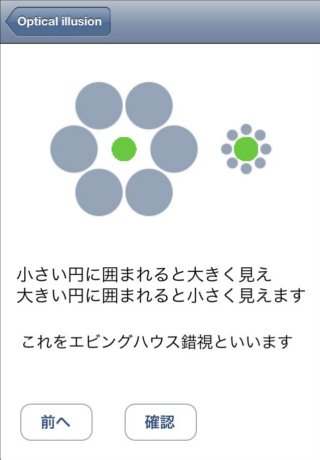 Optical illusion
小さい円に囲まれると大きく見え
大きい円に囲まれると小さく見えます
これをエビングハウス錯視といいます
前へ
確認